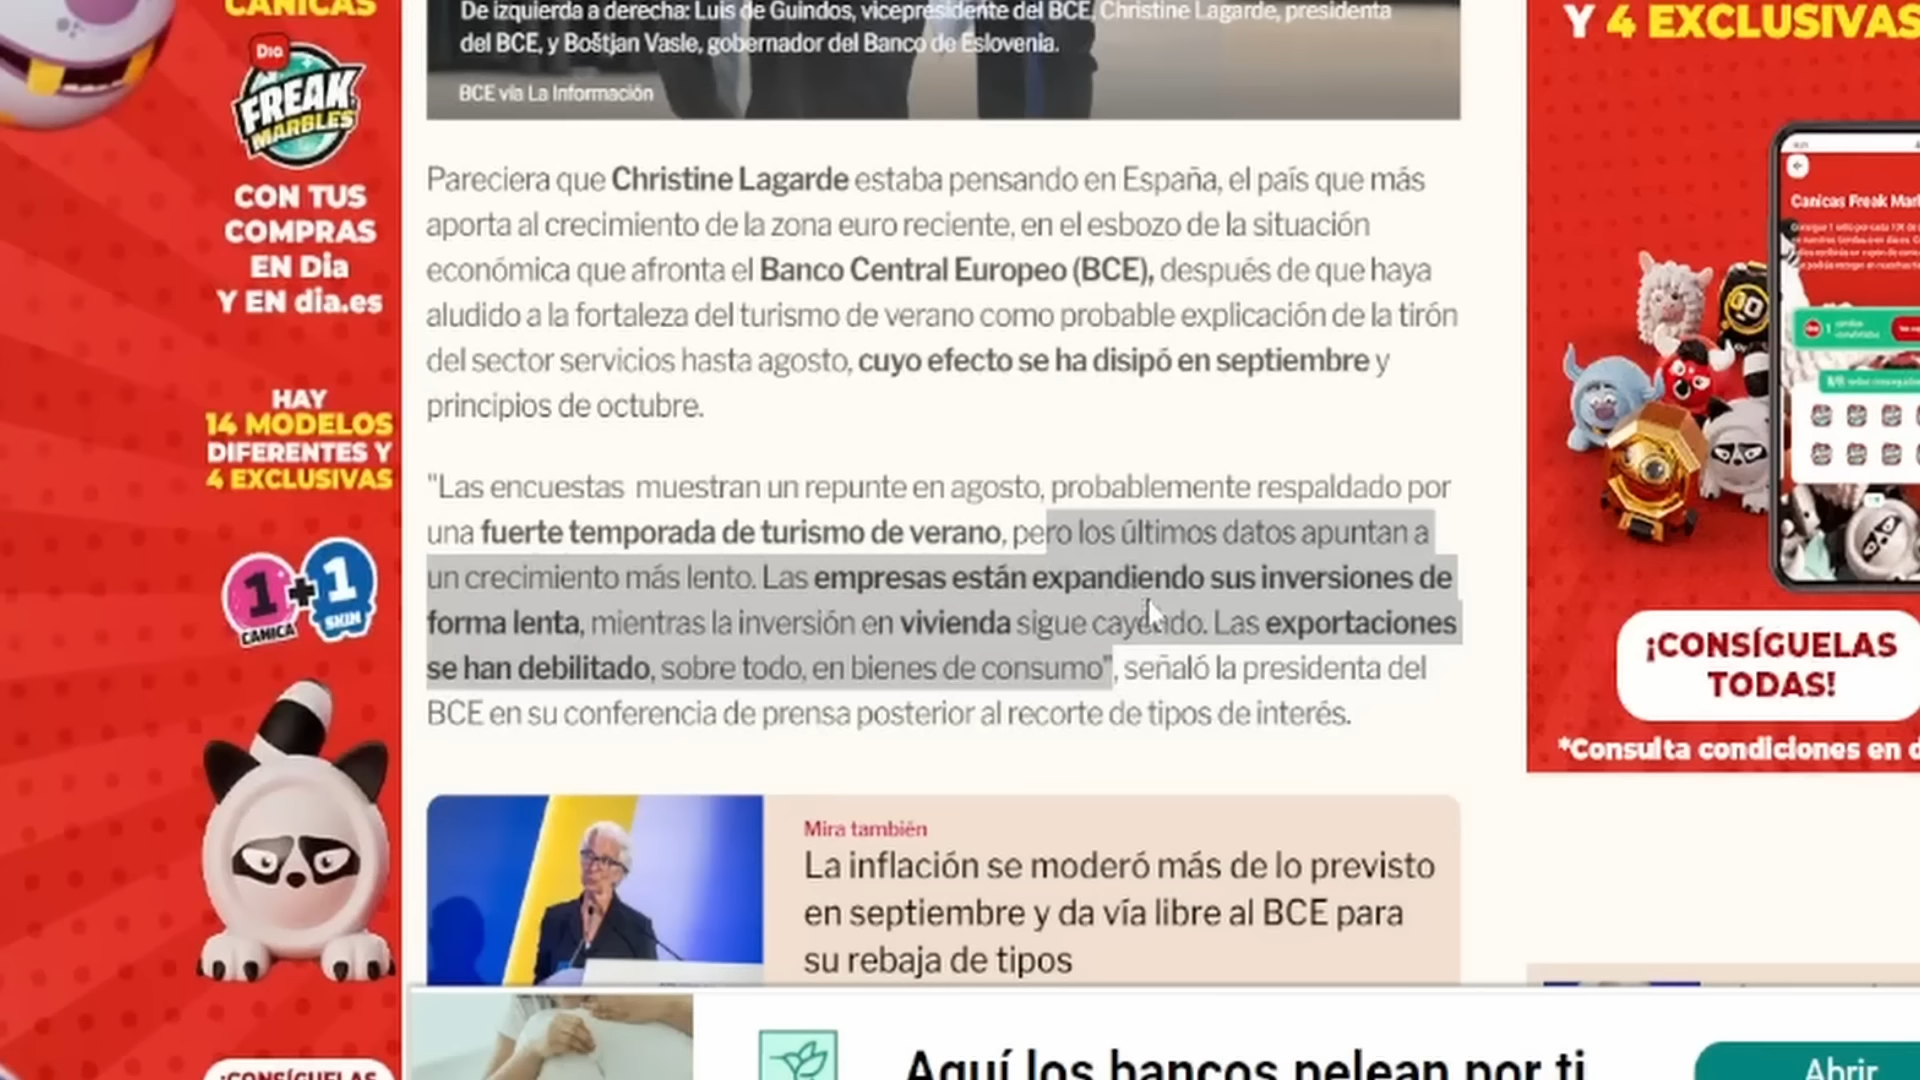 CANICAS
Dia
FREAK
MARBLES
CON TUS
COMPRAS
EN Dia
Y EN dia.es
HAY
14 MODELOS
DIFERENTES Y
4 EXCLUSIVAS
1+1
CANICA
SKIN
¡CONSÍGUELAS
De izquierda a derecha: Luis de Guindos, vicepresidente del BCE, Christine Lagarde, presidenta
del BCE, y Boštjan Vasle, gobernador del Banco de Eslovenia.
BCE vía La Información
Pareciera que Christine Lagarde estaba pensando en España, el país que más
aporta al crecimiento de la zona euro reciente, en el esbozo de la situación
económica que afronta el Banco Central Europeo (BCE), después de que haya
aludido a la fortaleza del turismo de verano como probable explicación de la tirón
del sector servicios hasta agosto, cuyo efecto se ha disipó en septiembre y
principios de octubre.
"Las encuestas muestran un repunte en agosto, probablemente respaldado por
una fuerte temporada de turismo de verano, pero los últimos datos apuntan a
un crecimiento más lento. Las empresas están expandiendo sus inversiones de
forma lenta, mientras la inversión en vivienda sigue cayendo. Las exportaciones
se han debilitado, sobre todo, en bienes de consumo", señaló la presidenta del
BCE en su conferencia de prensa posterior al recorte de tipos de interés.
Mira también
La inflación se moderó más de lo previsto
en septiembre y da vía libre al BCE para
su rebaja de tipos
Aquí los bancos pelean por ti
Abrir
Y 4 EXCLUSIVAS
Canicas Freak Marb
¡CONSÍGUELAS
TODAS!
*Consulta condiciones en d